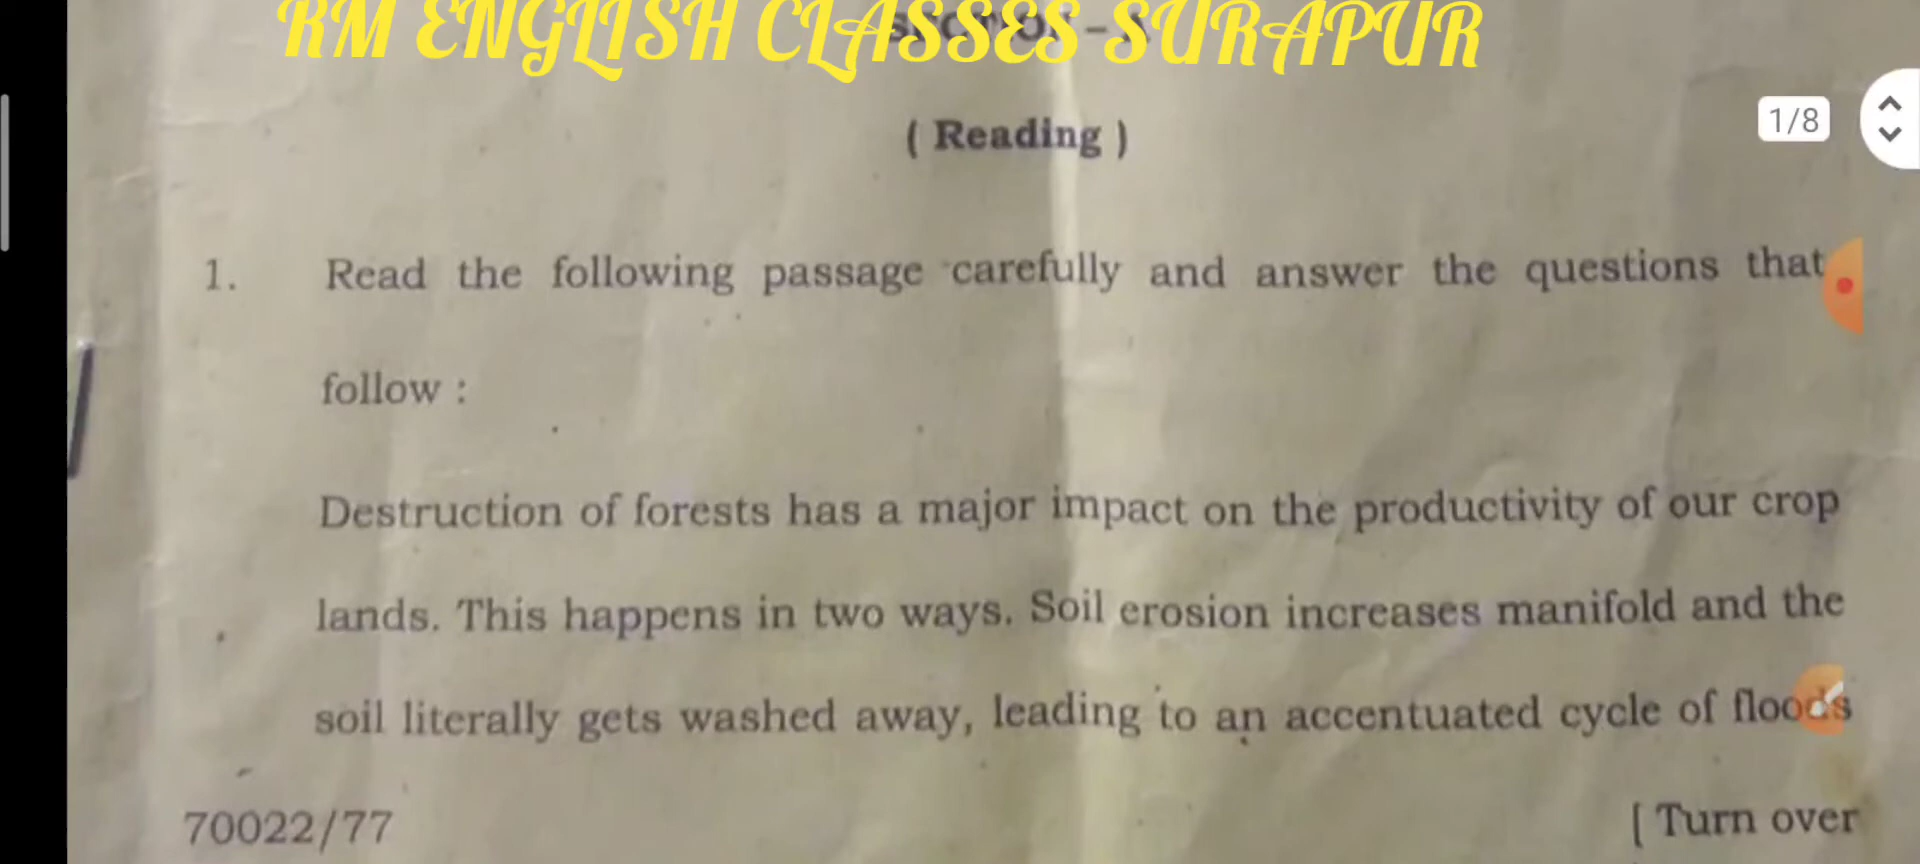 RM ENGLISH CLASSES SURAPUR
( Reading )
1/8
1. Read the following passage carefully and answer the questions that
follow :
Destruction of forests has a major impact on the productivity of our crop
lands. This happens in two ways. Soil erosion increases manifold and the
soil literally gets washed away, leading to an accentuated cycle of floods
70022/77 [ Turn over